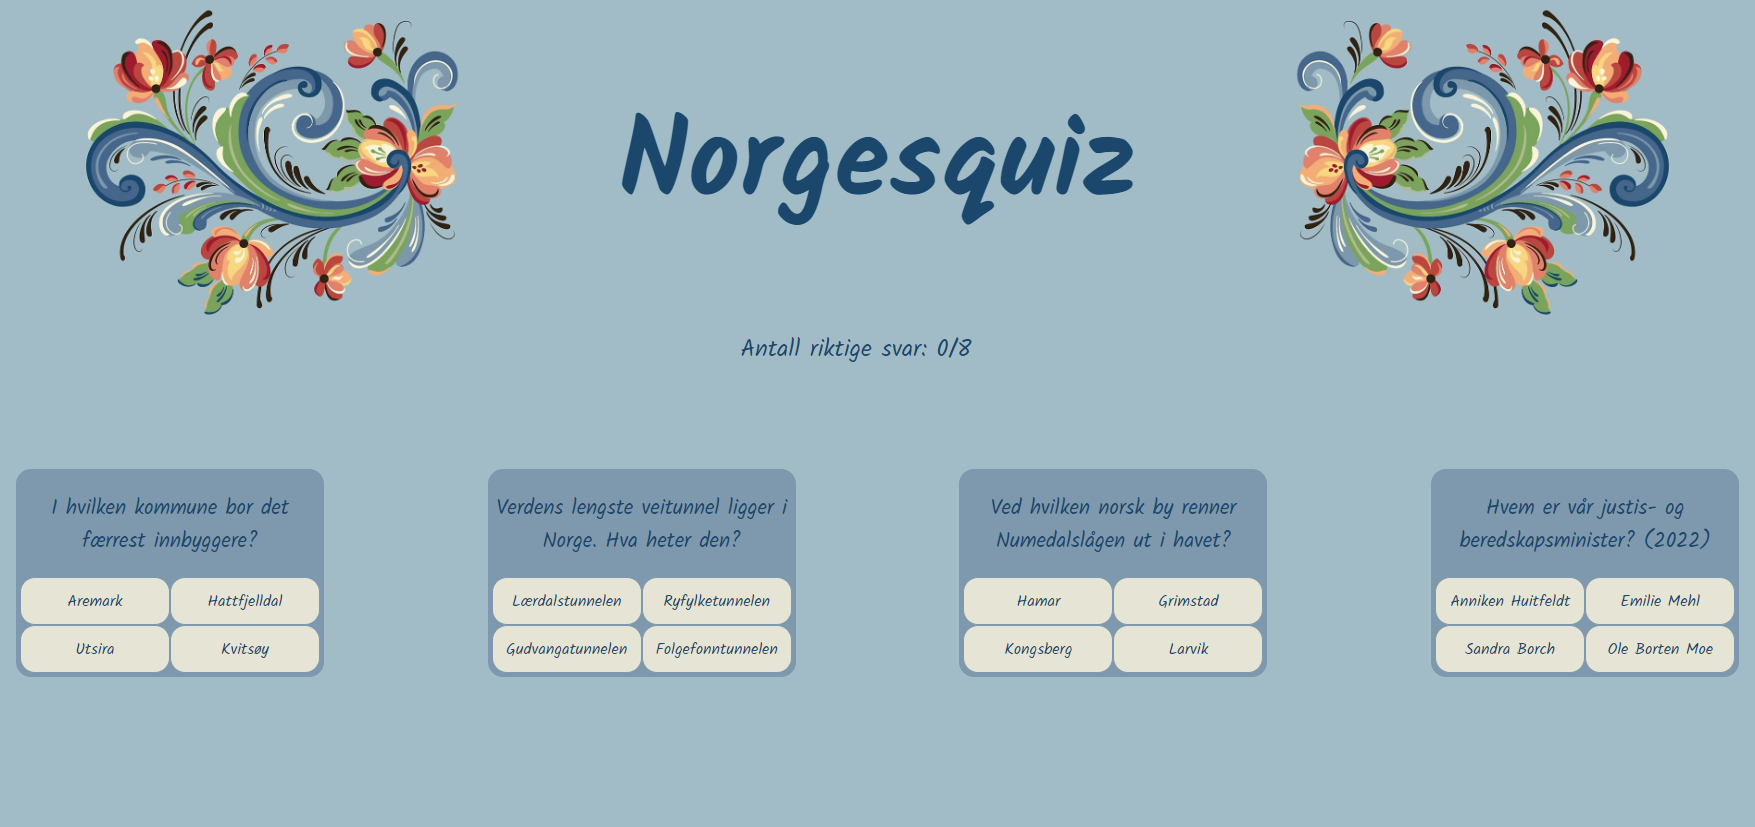 Norgesquiz
Antall riktige svar: 0/8
I hvilken kommune bor det
færrest innbyggere?
Aremark
Hattfjelldal
Utsira
Kvitsøy
Verdens lengste veitunnel ligger i
Norge. Hva heter den?
Lærdalstunnelen
Ryfylketunnelen
Gudvangatunnelen
Folgefonntunnelen
Ved hvilken norsk by renner
Numedalslågen ut i havet?
Hamar
Grimstad
Kongsberg
Larvik
Hvem er vår justis- og
beredskapsminister? (2022)
Anniken Huitfeldt
Emilie Mehl
Sandra Borch
Ole Borten Moe